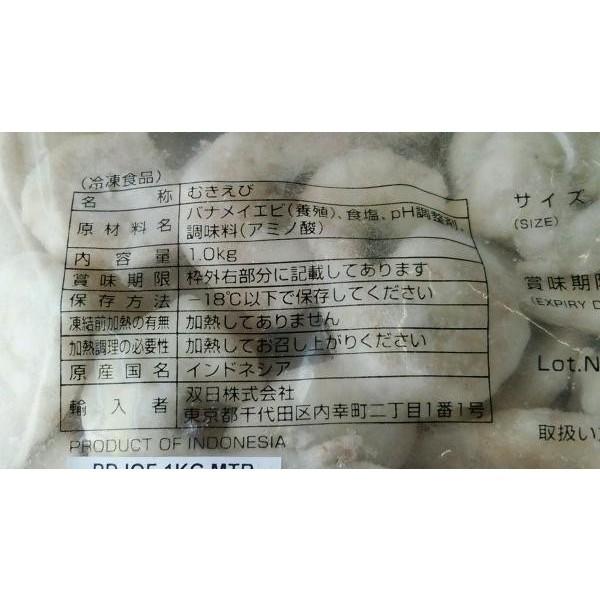 (冷凍食品)
名 称 むきえび
原材料名 バナメイエビ(養殖)、食塩、pH調整剤、
調味料(アミノ酸)
内容量 1.0kg
賞味期限 枠外右部分に記載してあります
保存方法 -18℃以下で保存してください
凍結前加熱の有無 加熱してありません
加熱調理の必要性 加熱してお召し上がりください
原産国名 インドネシア
輸入者 双日株式会社
東京都千代田区内幸町二丁目1番1号
PRODUCT OF INDONESIA
サイズ
(SIZE)
賞味期限
(EXPIRY D
Lot.N
取扱い